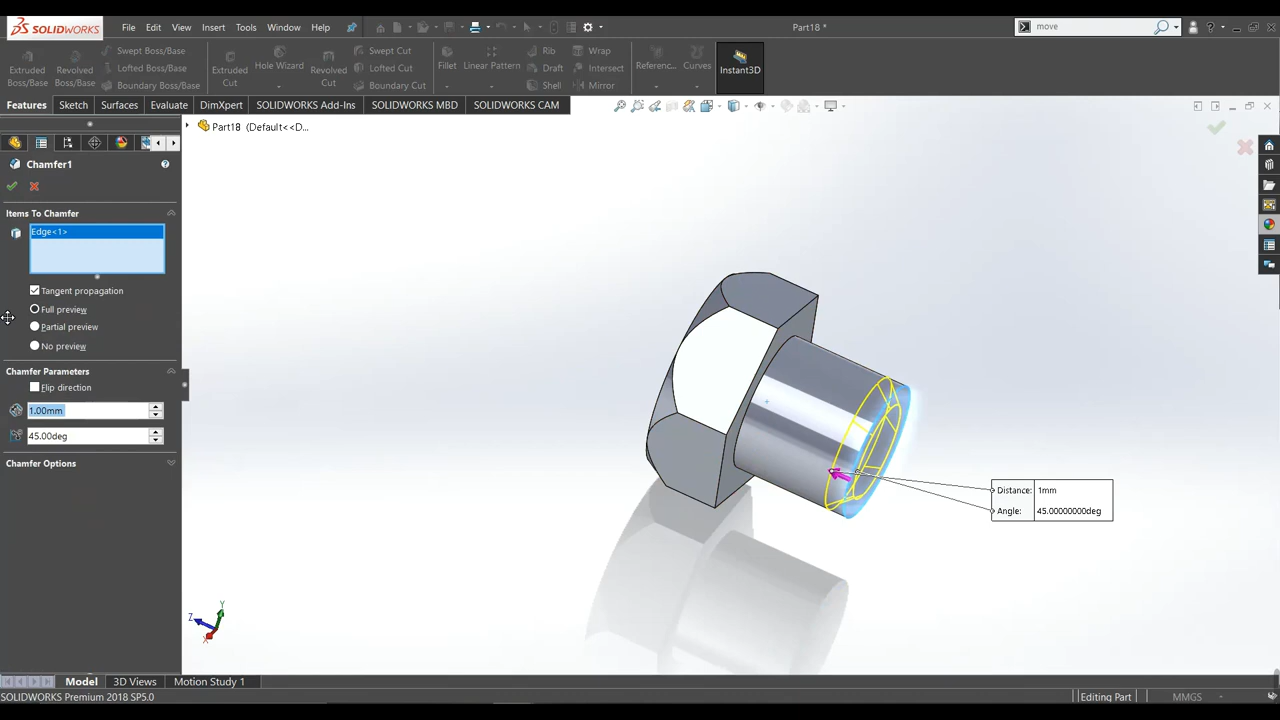 SOLIDWORKS File Edit View Insert Tools Window Help Part18 * move ?
Swept Boss/Base Swept Cut Rib Wrap
Extruded Boss/Base Revolved Boss/Base Lofted Boss/Base Extruded Cut Hole Wizard Revolved Cut Lofted Cut Fillet Linear Pattern Draft Intersect Referenc... Curves Instant3D
Boundary Boss/Base Boundary Cut Shell Mirror
Features Sketch Surfaces Evaluate DimXpert SOLIDWORKS Add-Ins SOLIDWORKS MBD SOLIDWORKS CAM
Part18 (Default<<D...
Chamfer1
Items To Chamfer
Edge<1>
Tangent propagation
Full preview
Partial preview
No preview
Chamfer Parameters
Flip direction
1.00mm
45.00deg
Chamfer Options
Distance: 1mm
Angle: 45.00000000deg
Y
Z
X
Model 3D Views Motion Study 1
SOLIDWORKS Premium 2018 SP5.0 Editing Part MMGS